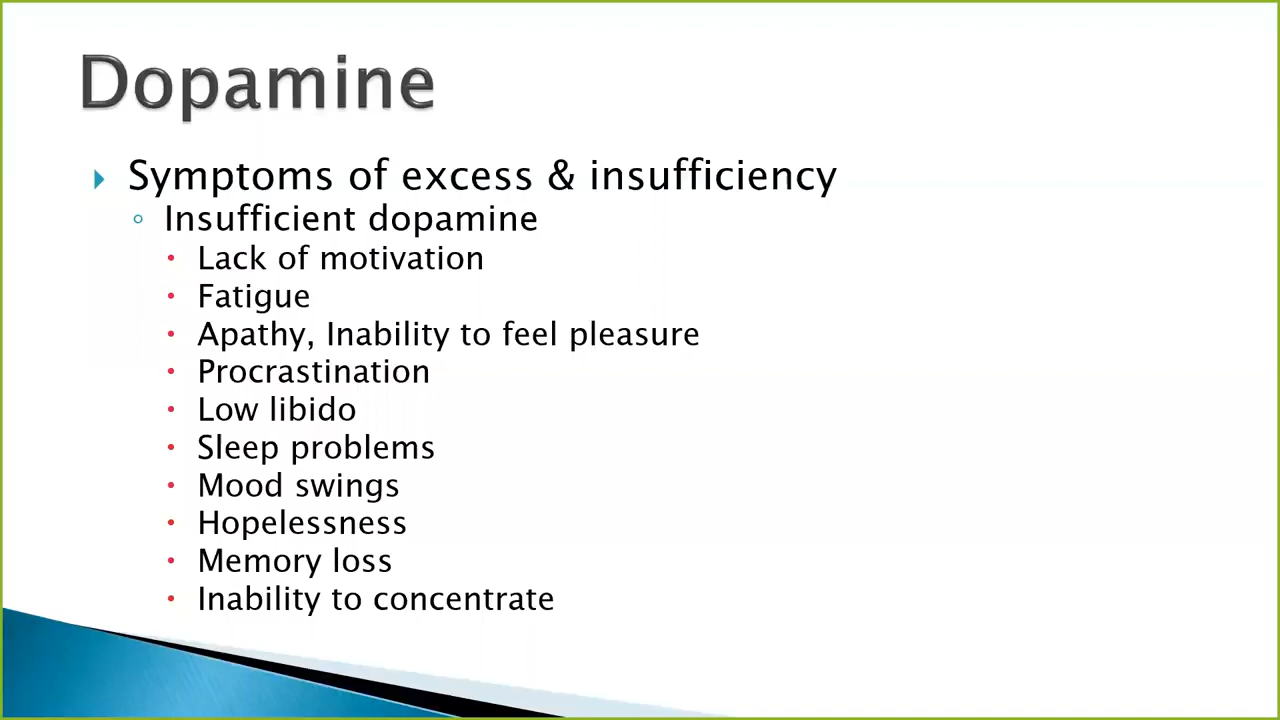 Dopamine
Symptoms of excess & insufficiency
Insufficient dopamine
Lack of motivation
Fatigue
Apathy, Inability to feel pleasure
Procrastination
Low libido
Sleep problems
Mood swings
Hopelessness
Memory loss
Inability to concentrate